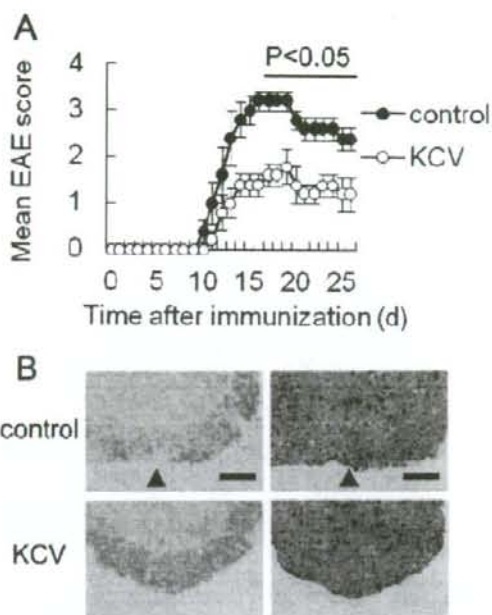 A
P<0.05
Mean EAE score
4
3
2
1
0
control
KCV
0 5 10 15 20 25
Time after immunization (d)
B
control
KCV